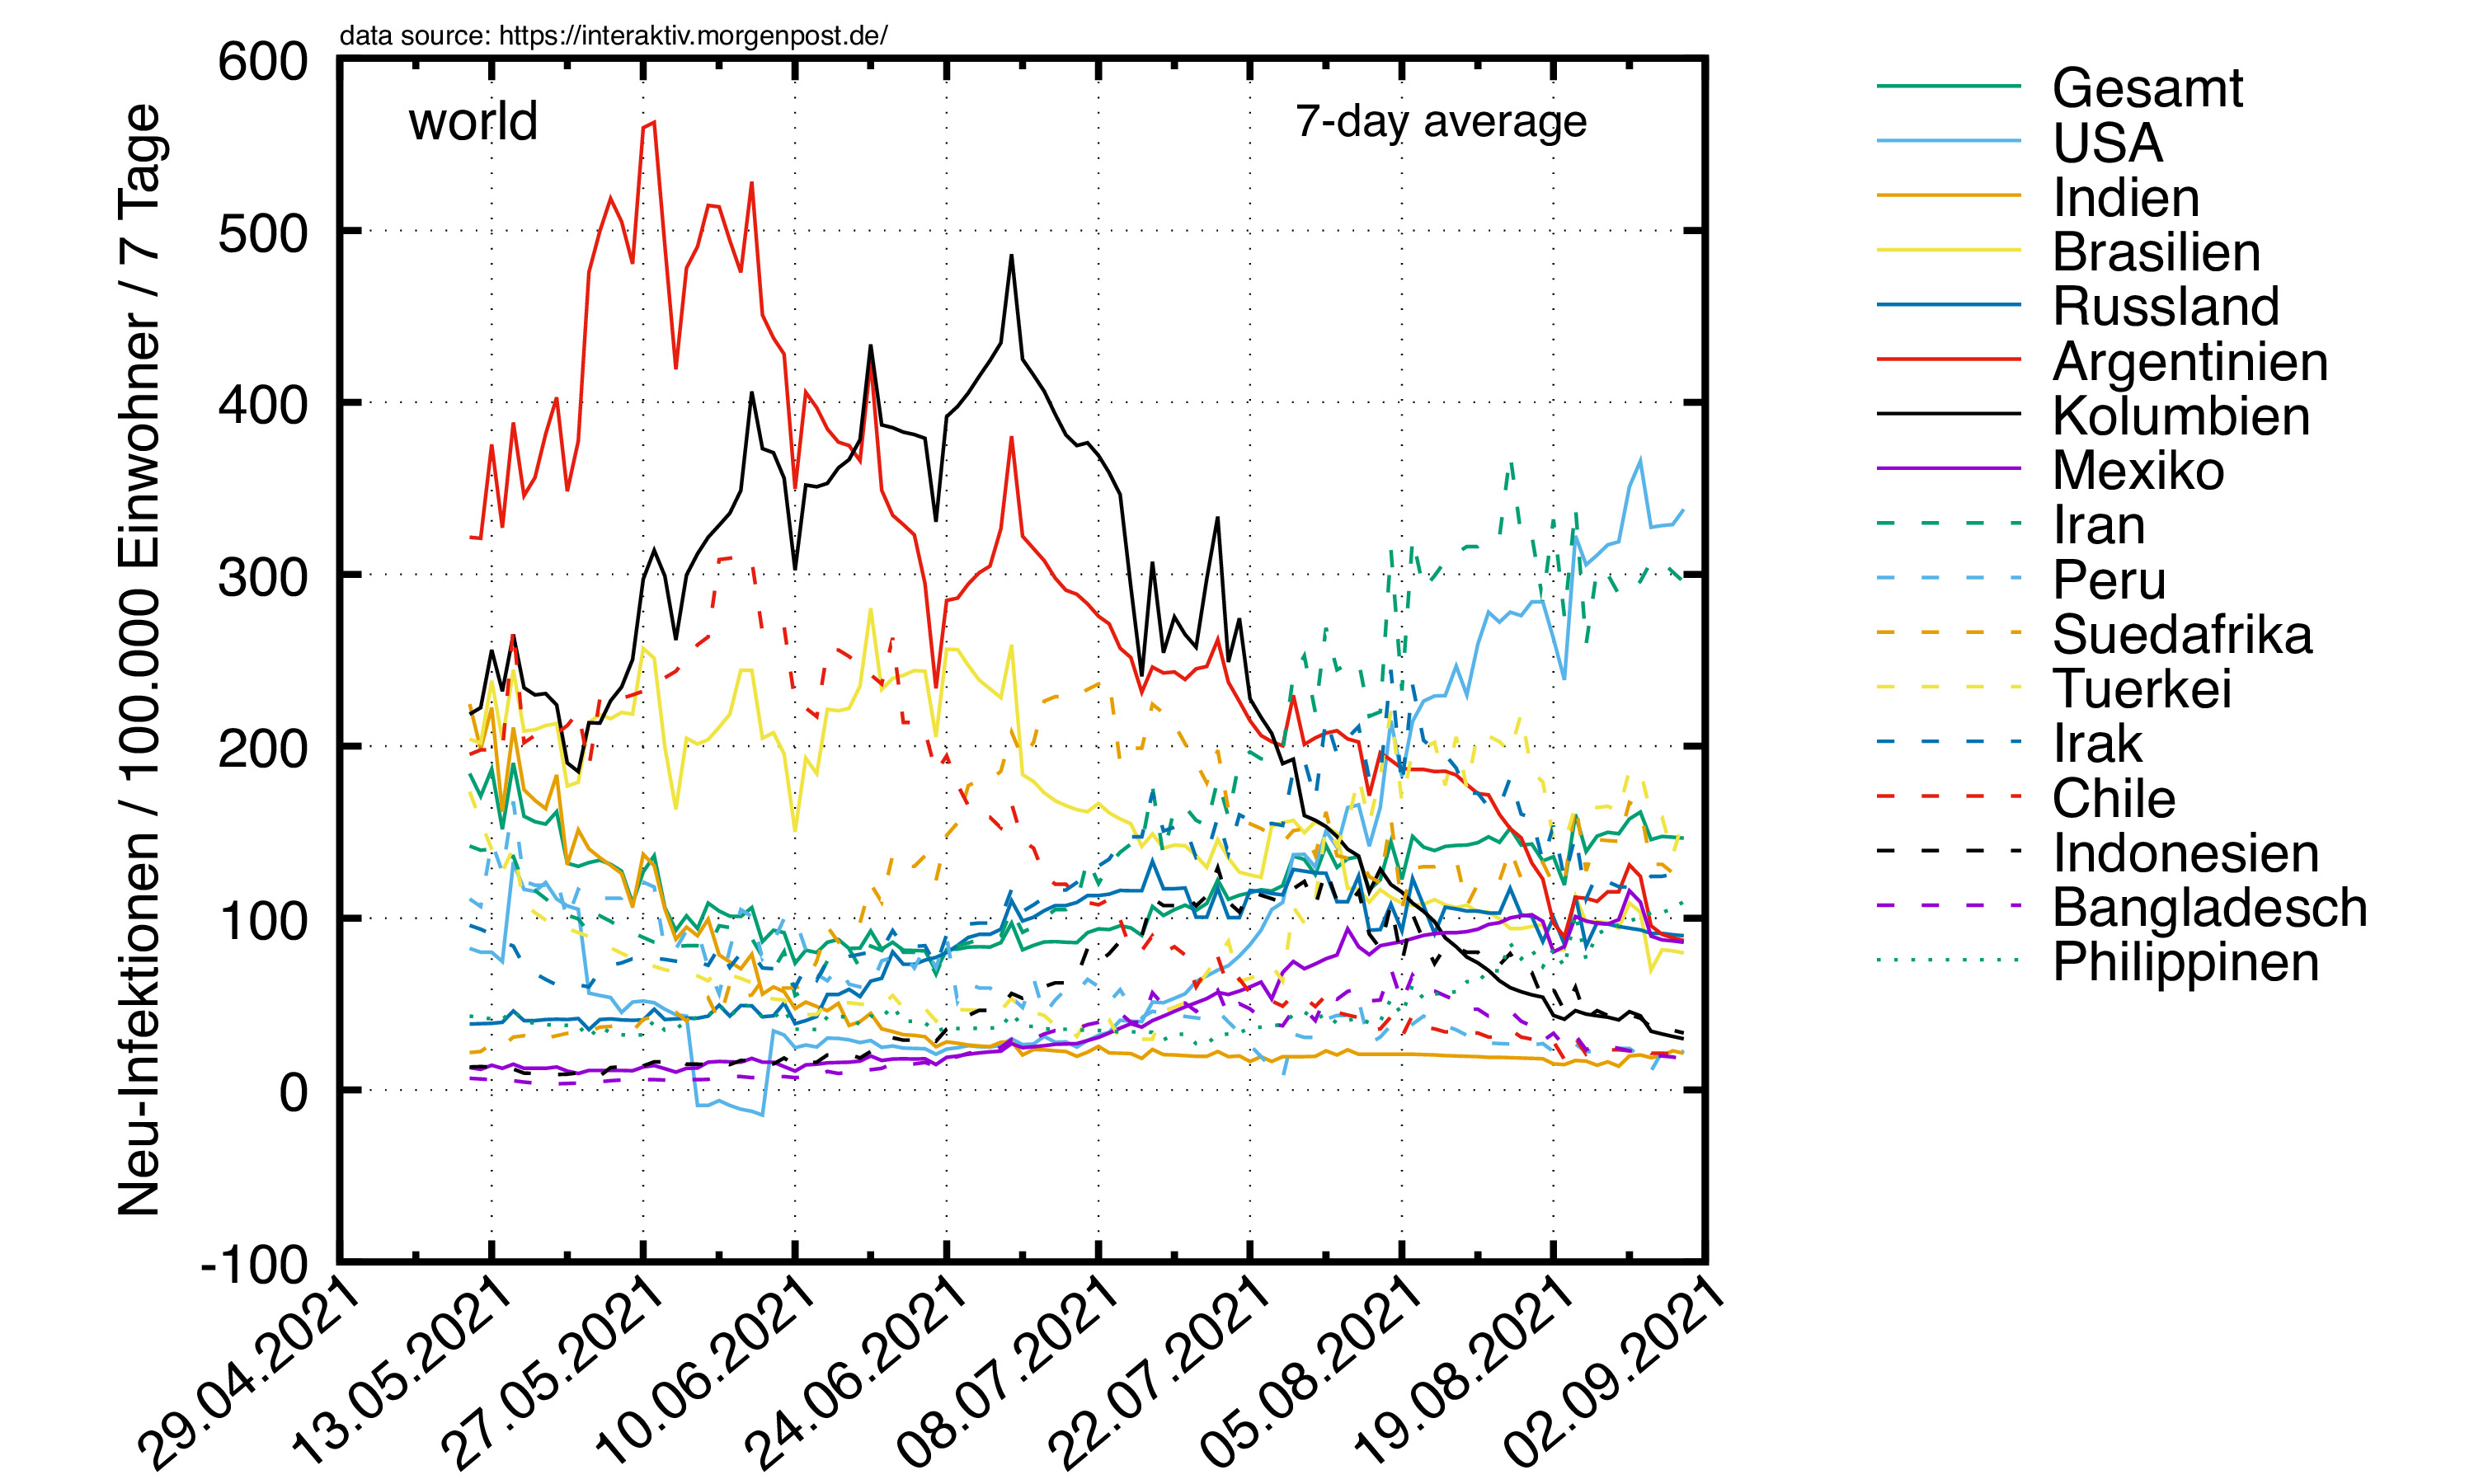 data source: https://interaktiv.morgenpost.de/
world
7-day average
Neu-Infektionen / 100.000 Einwohner / 7 Tage
600
500
400
300
200
100
0
-100
29.04.2021
13.05.2021
27.05.2021
10.06.2021
24.06.2021
08.07.2021
22.07.2021
05.08.2021
19.08.2021
02.09.2021
Gesamt
USA
Indien
Brasilien
Russland
Argentinien
Kolumbien
Mexiko
Iran
Peru
Suedafrika
Tuerkei
Irak
Chile
Indonesien
Bangladesch
Philippinen